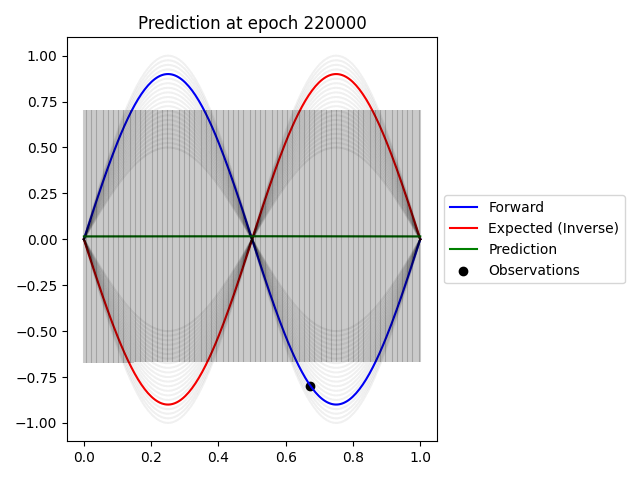 Prediction at epoch 220000
1.00
0.75
0.50
0.25
0.00
−0.25
−0.50
−0.75
−1.00
0.0 0.2 0.4 0.6 0.8 1.0
Forward
Expected (Inverse)
Prediction
Observations